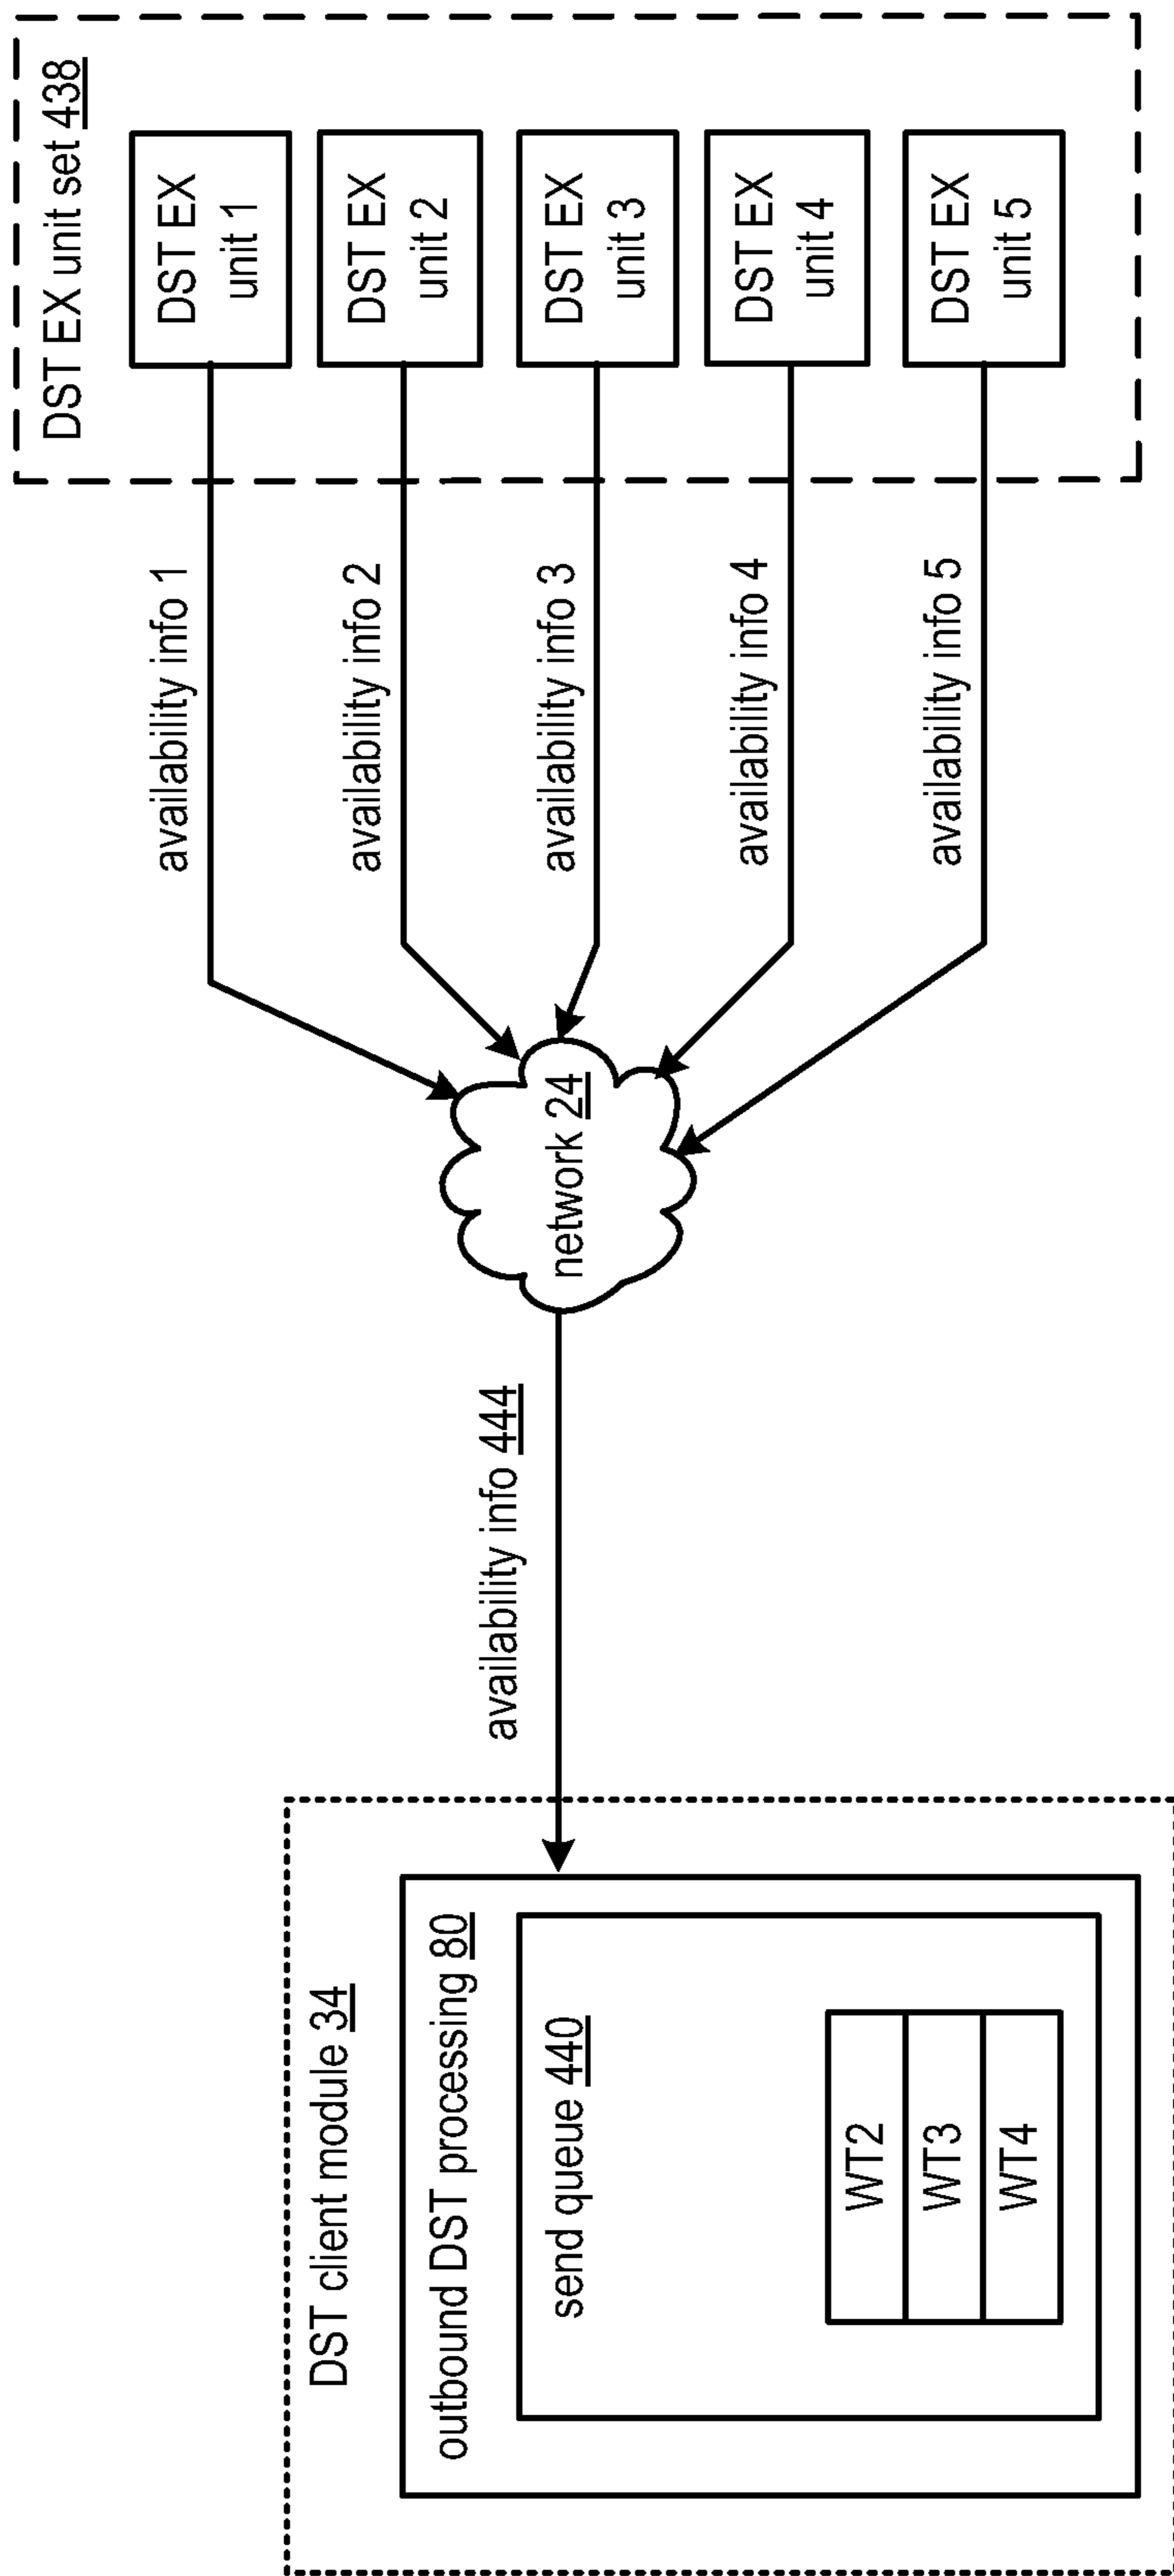 DST client module 34
outbound DST processing 80
send queue 440
WT2
WT3
WT4
availability info 444
network 24
availability info 1
availability info 2
availability info 3
availability info 4
availability info 5
DST EX unit set 438
DST EX
unit 1
DST EX
unit 2
DST EX
unit 3
DST EX
unit 4
DST EX
unit 5